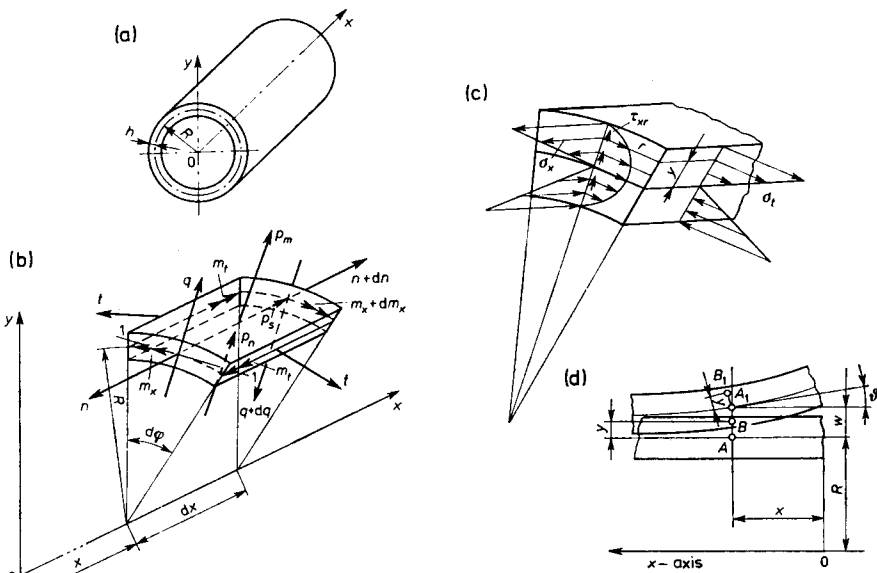 (a)
x
y
h
R
0
(b)
y
p_m
q
m_t
n + dn
t
m_x + dm_x
1
p_s
p_n
1
m_x
m_t
t
n
R
q + dq
x
dφ
dx
x
(c)
τ_xr
r
σ_x
y
σ_t
(d)
B_1
A_1
ϑ
y
B
w
y
A
R
x
x – axis
0